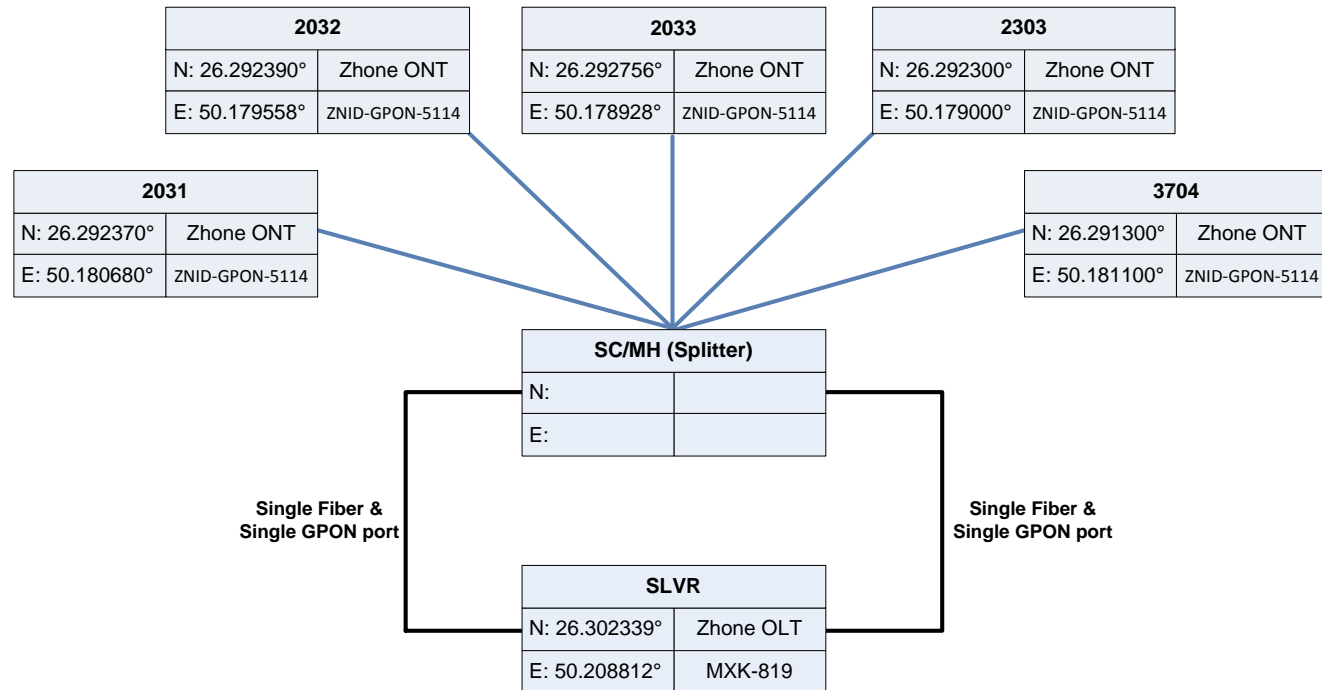 2032
N: 26.292390° Zhone ONT
E: 50.179558° ZNID-GPON-5114
2033
N: 26.292756° Zhone ONT
E: 50.178928° ZNID-GPON-5114
2303
N: 26.292300° Zhone ONT
E: 50.179000° ZNID-GPON-5114
2031
N: 26.292370° Zhone ONT
E: 50.180680° ZNID-GPON-5114
3704
N: 26.291300° Zhone ONT
E: 50.181100° ZNID-GPON-5114
SC/MH (Splitter)
N:
E:
Single Fiber &
Single GPON port
Single Fiber &
Single GPON port
SLVR
N: 26.302339° Zhone OLT
E: 50.208812° MXK-819